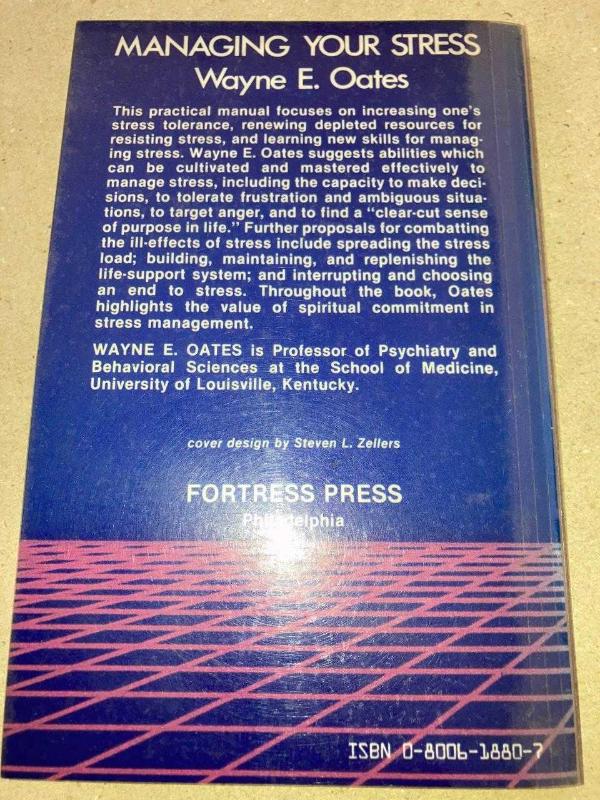 MANAGING YOUR STRESS
Wayne E. Oates
This practical manual focuses on increasing one's
stress tolerance, renewing depleted resources for
resisting stress, and learning new skills for manag-
ing stress. Wayne E. Oates suggests abilities which
can be cultivated and mastered effectively to
manage stress, including the capacity to make deci-
sions, to tolerate frustration and ambiguous situa-
tions, to target anger, and to find a "clear-cut sense
of purpose in life." Further proposals for combatting
the ill-effects of stress include spreading the stress
load; building, maintaining, and replenishing the
life-support system; and interrupting and choosing
an end to stress. Throughout the book, Oates
highlights the value of spiritual commitment in
stress management.
WAYNE E. OATES is Professor of Psychiatry and
Behavioral Sciences at the School of Medicine,
University of Louisville, Kentucky.
cover design by Steven L. Zellers
FORTRESS PRESS
Philadelphia
ISBN 0-8006-1880-7